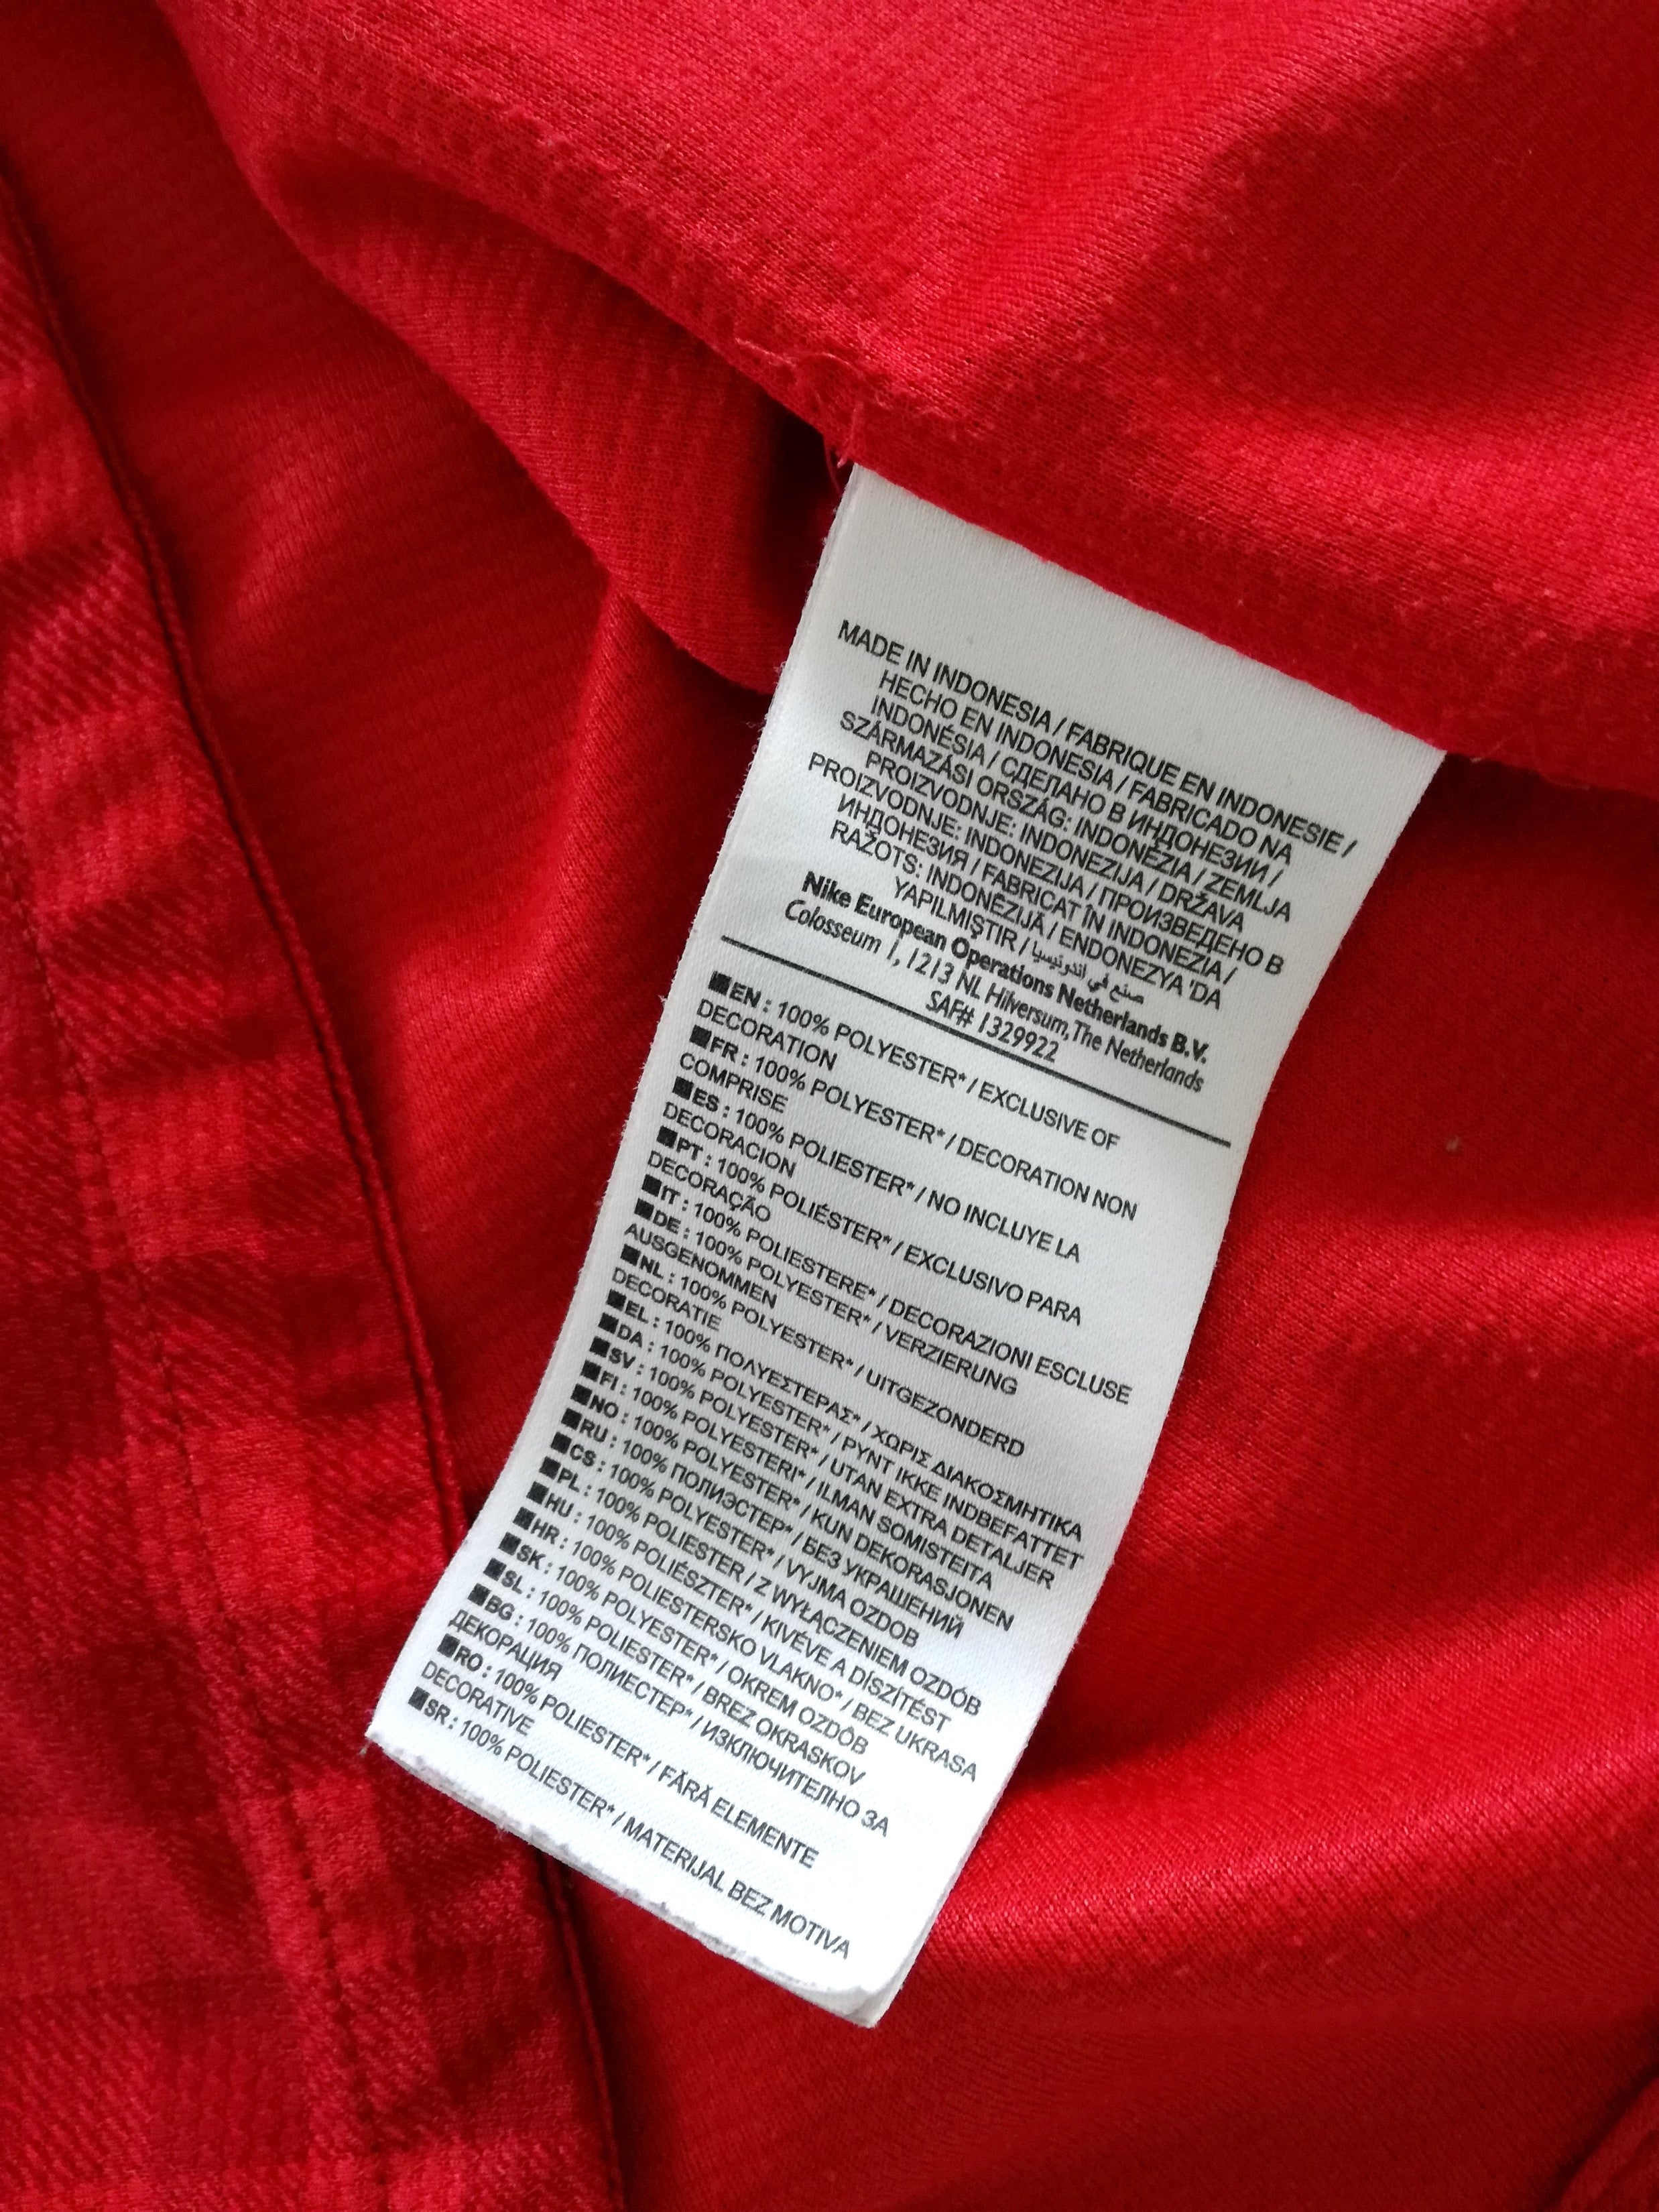 MADE IN INDONESIA / FABRIQUE EN INDONESIE /
HECHO EN INDONESIA / FABRICADO NA
INDONÉSIA / СДЕЛАНО В ИНДОНЕЗИИ /
SZÁRMAZÁSI ORSZÁG: INDONÉZIA / ZEMLJA
PROIZVODNJE: INDONEZIJA / DRŽAVA
PROIZVODNJE: INDONEZIJA / ПРОИЗВЕДЕНО В
ИНДОНЕЗИЯ / FABRICAT ÎN INDONEZIA /
RAŽOTS: INDONĒZIJĀ / ENDONEZYA 'DA
YAPILMIŞTIR / صنع في اندونيسيا
Nike European Operations Netherlands B.V.
Colosseum 1, 1213 NL Hilversum, The Netherlands
SAF# 1329922
EN : 100% POLYESTER* / EXCLUSIVE OF
DECORATION
FR : 100% POLYESTER* / DECORATION NON
COMPRISE
ES : 100% POLIESTER* / NO INCLUYE LA
DECORACION
PT : 100% POLIÉSTER* / EXCLUSIVO PARA
DECORAÇÃO
IT : 100% POLIESTERE* / DECORAZIONI ESCLUSE
DE : 100% POLYESTER* / VERZIERUNG
AUSGENOMMEN
NL : 100% POLYESTER* / UITGEZONDERD
DECORATIE
EL : 100% ΠΟΛΥΕΣΤΕΡΑΣ* / ΧΩΡΙΣ ΔΙΑΚΟΣΜΗΤΙΚΑ
DA : 100% POLYESTER* / PYNT IKKE INDBEFATTET
SV : 100% POLYESTER* / UTAN EXTRA DETALJER
FI : 100% POLYESTERI* / ILMAN SOMISTEITA
NO : 100% POLYESTER* / KUN DEKORASJONEN
RU : 100% ПОЛИЭСТЕР* / БЕЗ УКРАШЕНИЙ
CS : 100% POLYESTER* / VYJMA OZDOB
PL : 100% POLIESTER / Z WYŁĄCZENIEM OZDÓB
HU : 100% POLIÉSZTER* / KIVÉVE A DÍSZÍTÉST
HR : 100% POLIESTERSKO VLAKNO* / BEZ UKRASA
SK : 100% POLYESTER* / OKREM OZDÔB
SL : 100% POLIESTER* / BREZ OKRASKOV
BG : 100% ПОЛИЕСТЕР* / ИЗКЛЮЧИТЕЛНО ЗА
ДЕКОРАЦИЯ
RO : 100% POLIESTER* / FĂRĂ ELEMENTE
DECORATIVE
SR : 100% POLIESTER* / MATERIJAL BEZ MOTIVA